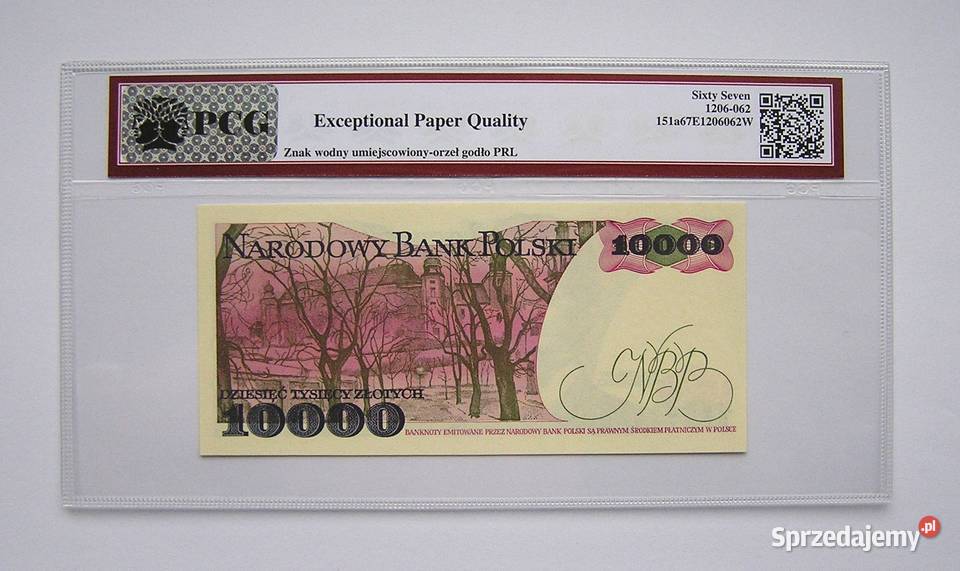 PCG
Exceptional Paper Quality
Znak wodny umiejscowiony-orzeł godło PRL
Sixty Seven
1206-062
151a67E1206062W
NARODOWY BANK POLSKI
10000
NBP
DZIESIĘĆ TYSIĘCY ZŁOTYCH
10000
BANKNOTY EMITOWANE PRZEZ NARODOWY BANK POLSKI SĄ PRAWNYM ŚRODKIEM PŁATNICZYM W POLSCE
Sprzedajemy.pl